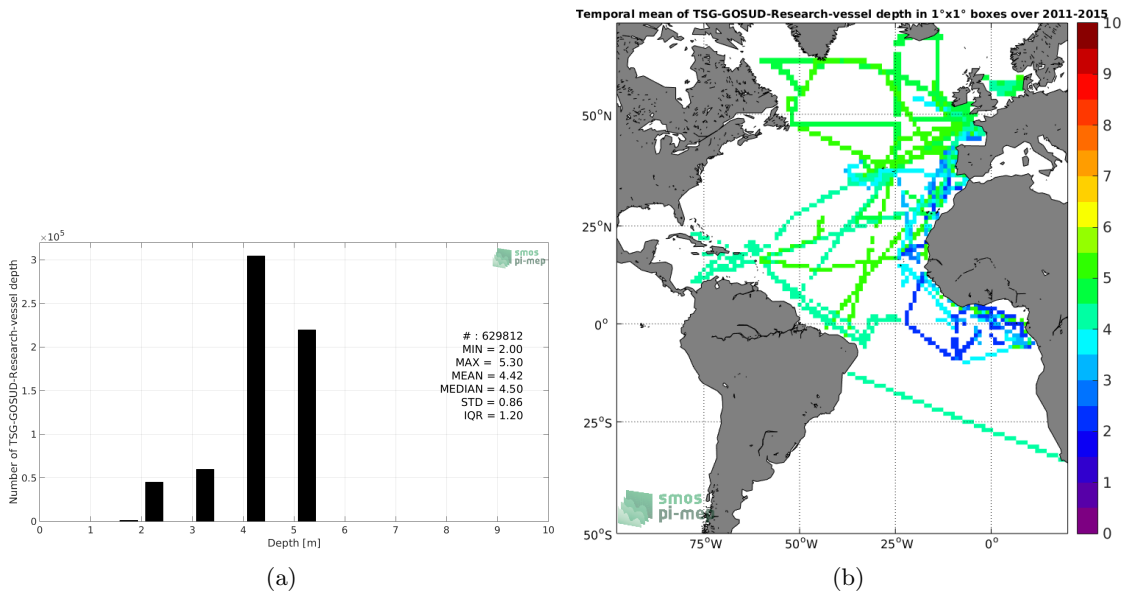 ×10⁵
smos
pi-mep
3
2.5
2
1.5
1
0.5
0
Number of TSG-GOSUD-Research-vessel depth
# : 629812
MIN = 2.00
MAX = 5.30
MEAN = 4.42
MEDIAN = 4.50
STD = 0.86
IQR = 1.20
0 1 2 3 4 5 6 7 8 9 10
Depth [m]
(a)
Temporal mean of TSG-GOSUD-Research-vessel depth in 1°x1° boxes over 2011-2015
50°N
25°N
0°
25°S
50°S
75°W 50°W 25°W 0°
smos
pi-mep
10
9
8
7
6
5
4
3
2
1
0
(b)